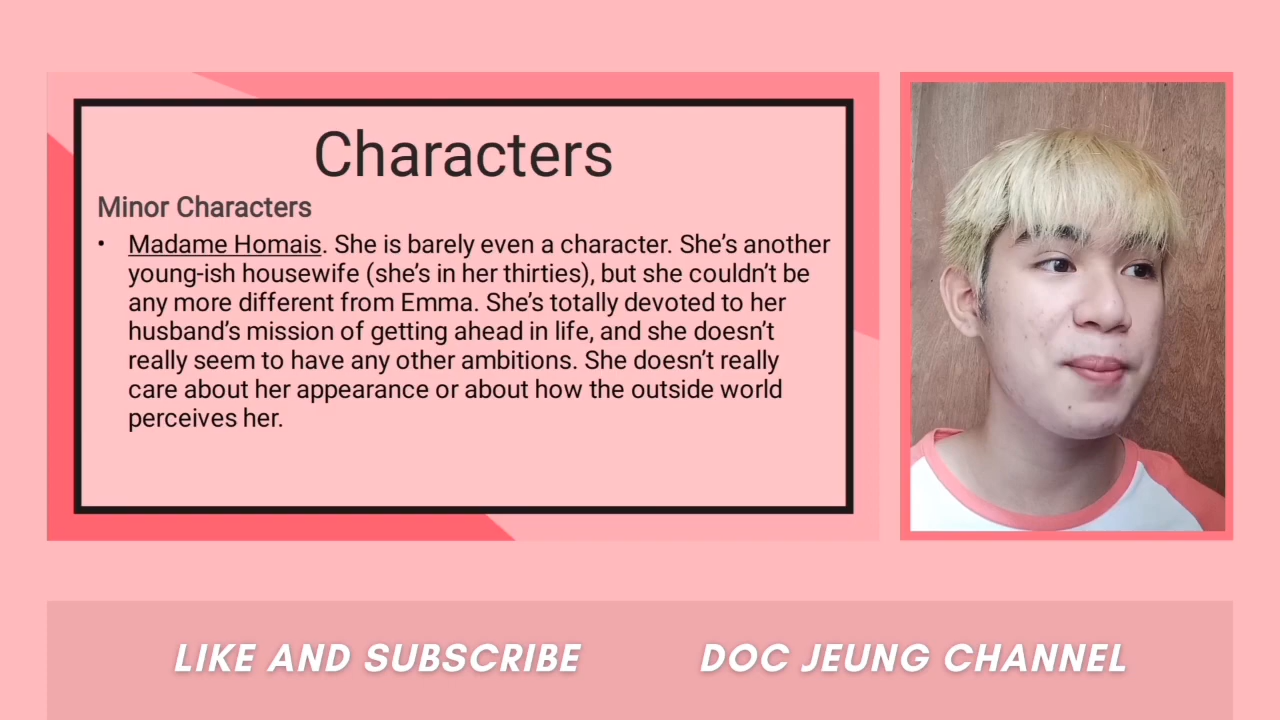 Characters
Minor Characters
• Madame Homais. She is barely even a character. She’s another
young-ish housewife (she’s in her thirties), but she couldn’t be
any more different from Emma. She’s totally devoted to her
husband’s mission of getting ahead in life, and she doesn’t
really seem to have any other ambitions. She doesn’t really
care about her appearance or about how the outside world
perceives her.
LIKE AND SUBSCRIBE
DOC JEUNG CHANNEL